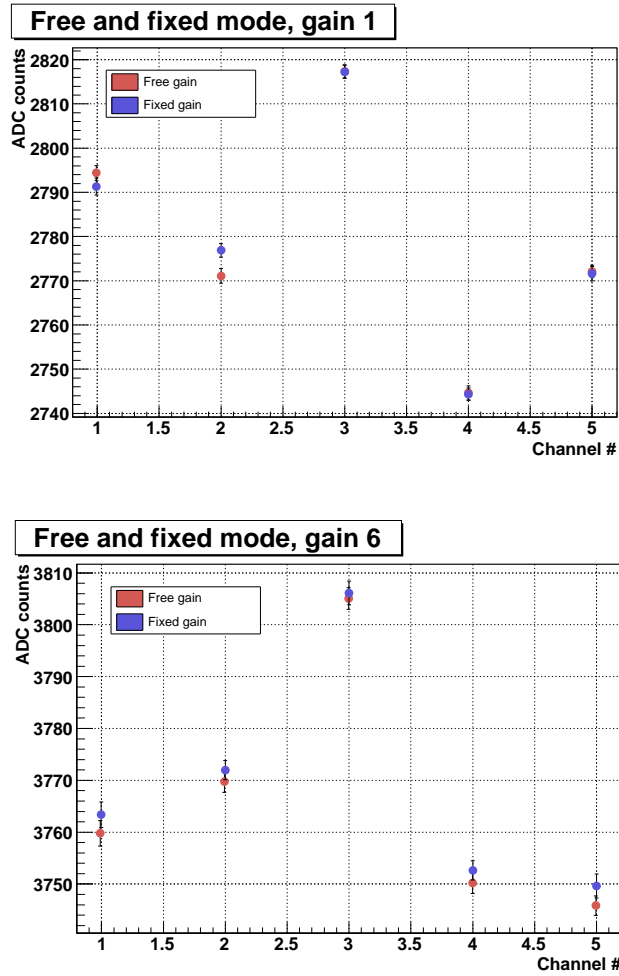 Free and fixed mode, gain 1
ADC counts
2820
2810
2800
2790
2780
2770
2760
2750
2740
Free gain
Fixed gain
1 1.5 2 2.5 3 3.5 4 4.5 5
Channel #
Free and fixed mode, gain 6
ADC counts
3810
3800
3790
3780
3770
3760
3750
Free gain
Fixed gain
1 1.5 2 2.5 3 3.5 4 4.5 5
Channel #